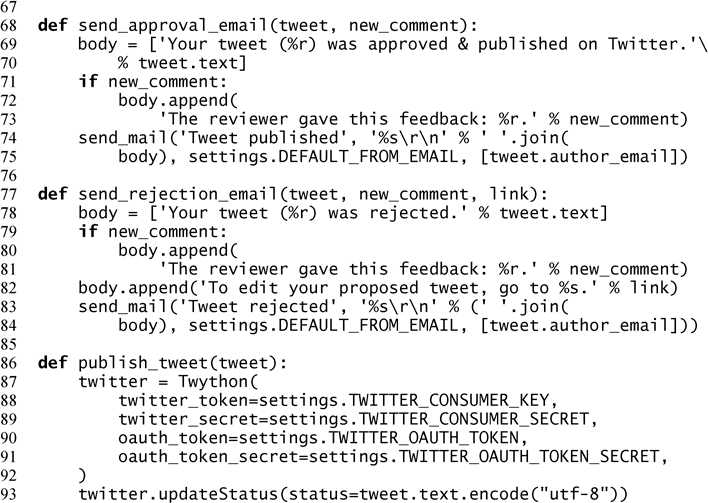 67
68 def send_approval_email(tweet, new_comment):
69     body = ['Your tweet (%r) was approved & published on Twitter.'\
70         % tweet.text]
71     if new_comment:
72         body.append(
73             'The reviewer gave this feedback: %r.' % new_comment)
74     send_mail('Tweet published', '%s\r\n' % ' '.join(
75         body), settings.DEFAULT_FROM_EMAIL, [tweet.author_email])
76
77 def send_rejection_email(tweet, new_comment, link):
78     body = ['Your tweet (%r) was rejected.' % tweet.text]
79     if new_comment:
80         body.append(
81             'The reviewer gave this feedback: %r.' % new_comment)
82     body.append('To edit your proposed tweet, go to %s.' % link)
83     send_mail('Tweet rejected', '%s\r\n' % (' '.join(
84         body), settings.DEFAULT_FROM_EMAIL, [tweet.author_email]))
85
86 def publish_tweet(tweet):
87     twitter = Twython(
88         twitter_token=settings.TWITTER_CONSUMER_KEY,
89         twitter_secret=settings.TWITTER_CONSUMER_SECRET,
90         oauth_token=settings.TWITTER_OAUTH_TOKEN,
91         oauth_token_secret=settings.TWITTER_OAUTH_TOKEN_SECRET,
92     )
93     twitter.updateStatus(status=tweet.text.encode("utf-8"))